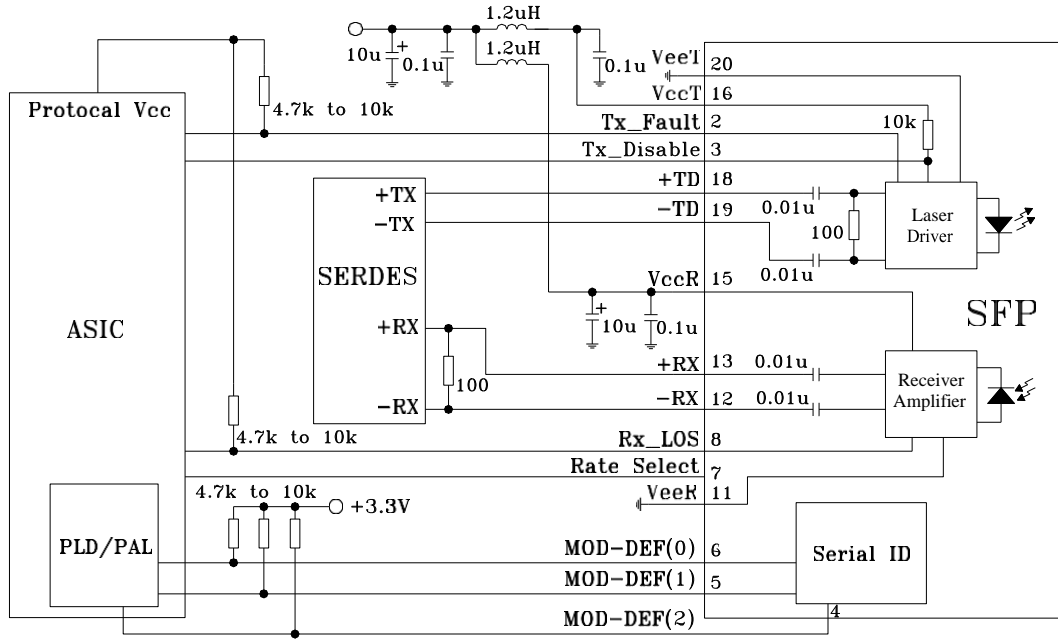 1.2uH
10u
+
0.1u
1.2uH
0.1u
VeeT 20
VccT 16
4.7k to 10k
Protocal Vcc
Tx_Fault 2
10k
Tx_Disable 3
+TX
+TD 18
0.01u
-TX
-TD 19
100
Laser
Driver
0.01u
SERDES
VccR 15
ASIC
+
10u
0.1u
SFP
+RX
+RX 13 0.01u
100
Receiver
Amplifier
-RX
-RX 12 0.01u
4.7k to 10k
Rx_LOS 8
Rate Select 7
4.7k to 10k
VeeR 11
+3.3V
PLD/PAL
MOD-DEF(0) 6
Serial ID
MOD-DEF(1) 5
MOD-DEF(2) 4